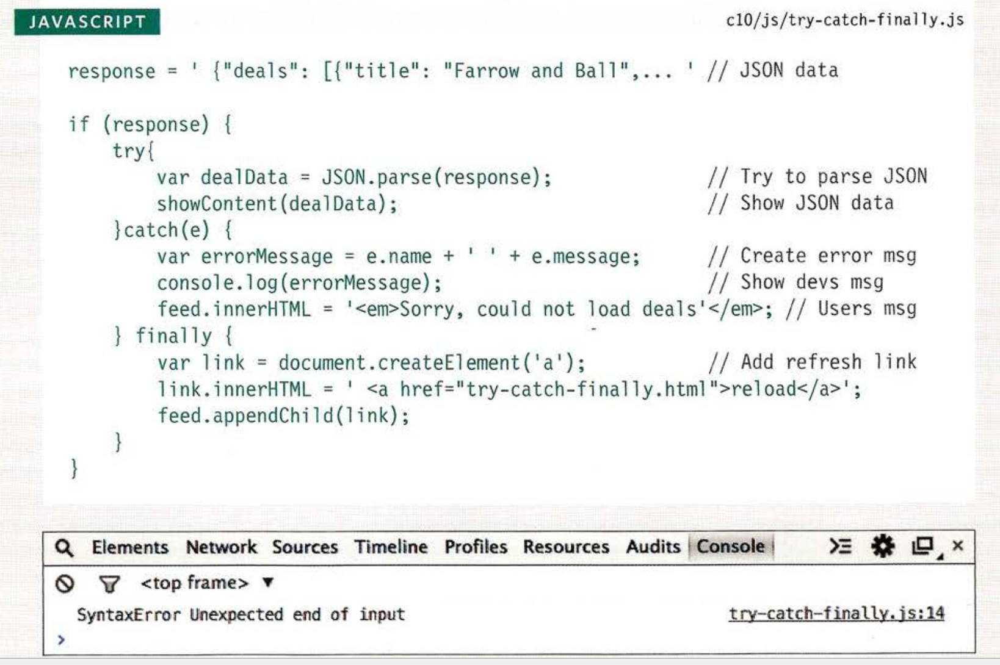 JAVASCRIPT
c10/js/try-catch-finally.js
response = ' {"deals": [{"title": "Farrow and Ball",... ' // JSON data
if (response) {
    try{
        var dealData = JSON.parse(response);              // Try to parse JSON
        showContent(dealData);                            // Show JSON data
    }catch(e) {
        var errorMessage = e.name + ' ' + e.message;      // Create error msg
        console.log(errorMessage);                        // Show devs msg
        feed.innerHTML = '<em>Sorry, could not load deals'</em>; // Users msg
    } finally {
        var link = document.createElement('a');           // Add refresh link
        link.innerHTML = ' <a href="try-catch-finally.html">reload</a>';
        feed.appendChild(link);
    }
}
Elements Network Sources Timeline Profiles Resources Audits Console
<top frame> ▼
SyntaxError Unexpected end of input try-catch-finally.js:14
>